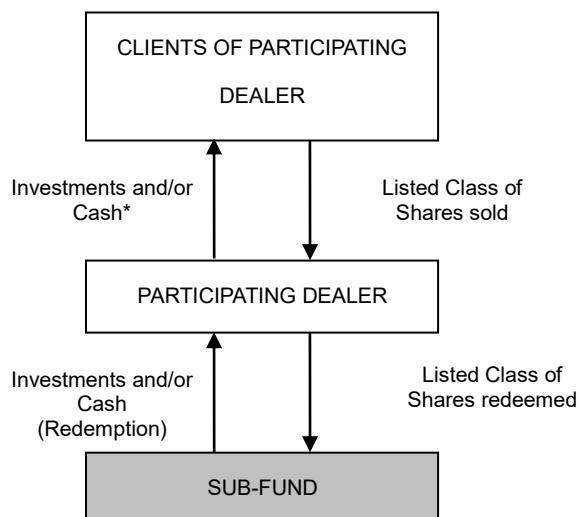 CLIENTS OF PARTICIPATING
DEALER
Investments and/or
Cash*
Listed Class of
Shares sold
PARTICIPATING DEALER
Investments and/or
Cash
(Redemption)
Listed Class of
Shares redeemed
SUB-FUND